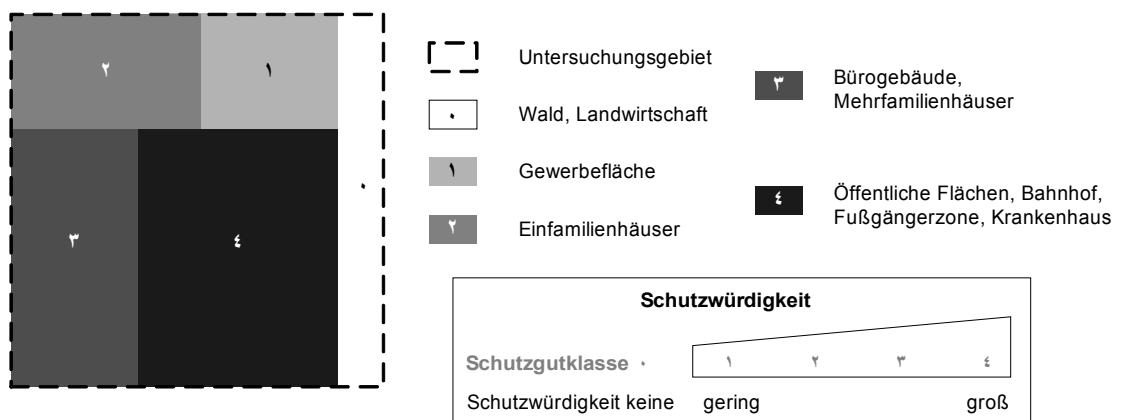 ٢
١
٠
٣
٤
Untersuchungsgebiet
٠ Wald, Landwirtschaft
١ Gewerbefläche
٢ Einfamilienhäuser
٣ Bürogebäude,
Mehrfamilienhäuser
٤ Öffentliche Flächen, Bahnhof,
Fußgängerzone, Krankenhaus
Schutzwürdigkeit
Schutzgutklasse ٠ ١ ٢ ٣ ٤
Schutzwürdigkeit keine gering groß